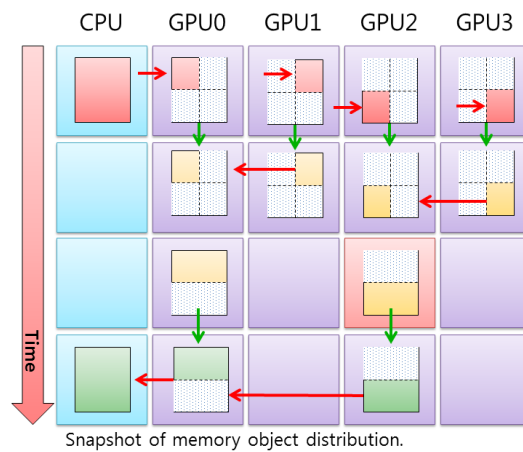 CPU GPU0 GPU1 GPU2 GPU3
Time
Snapshot of memory object distribution.